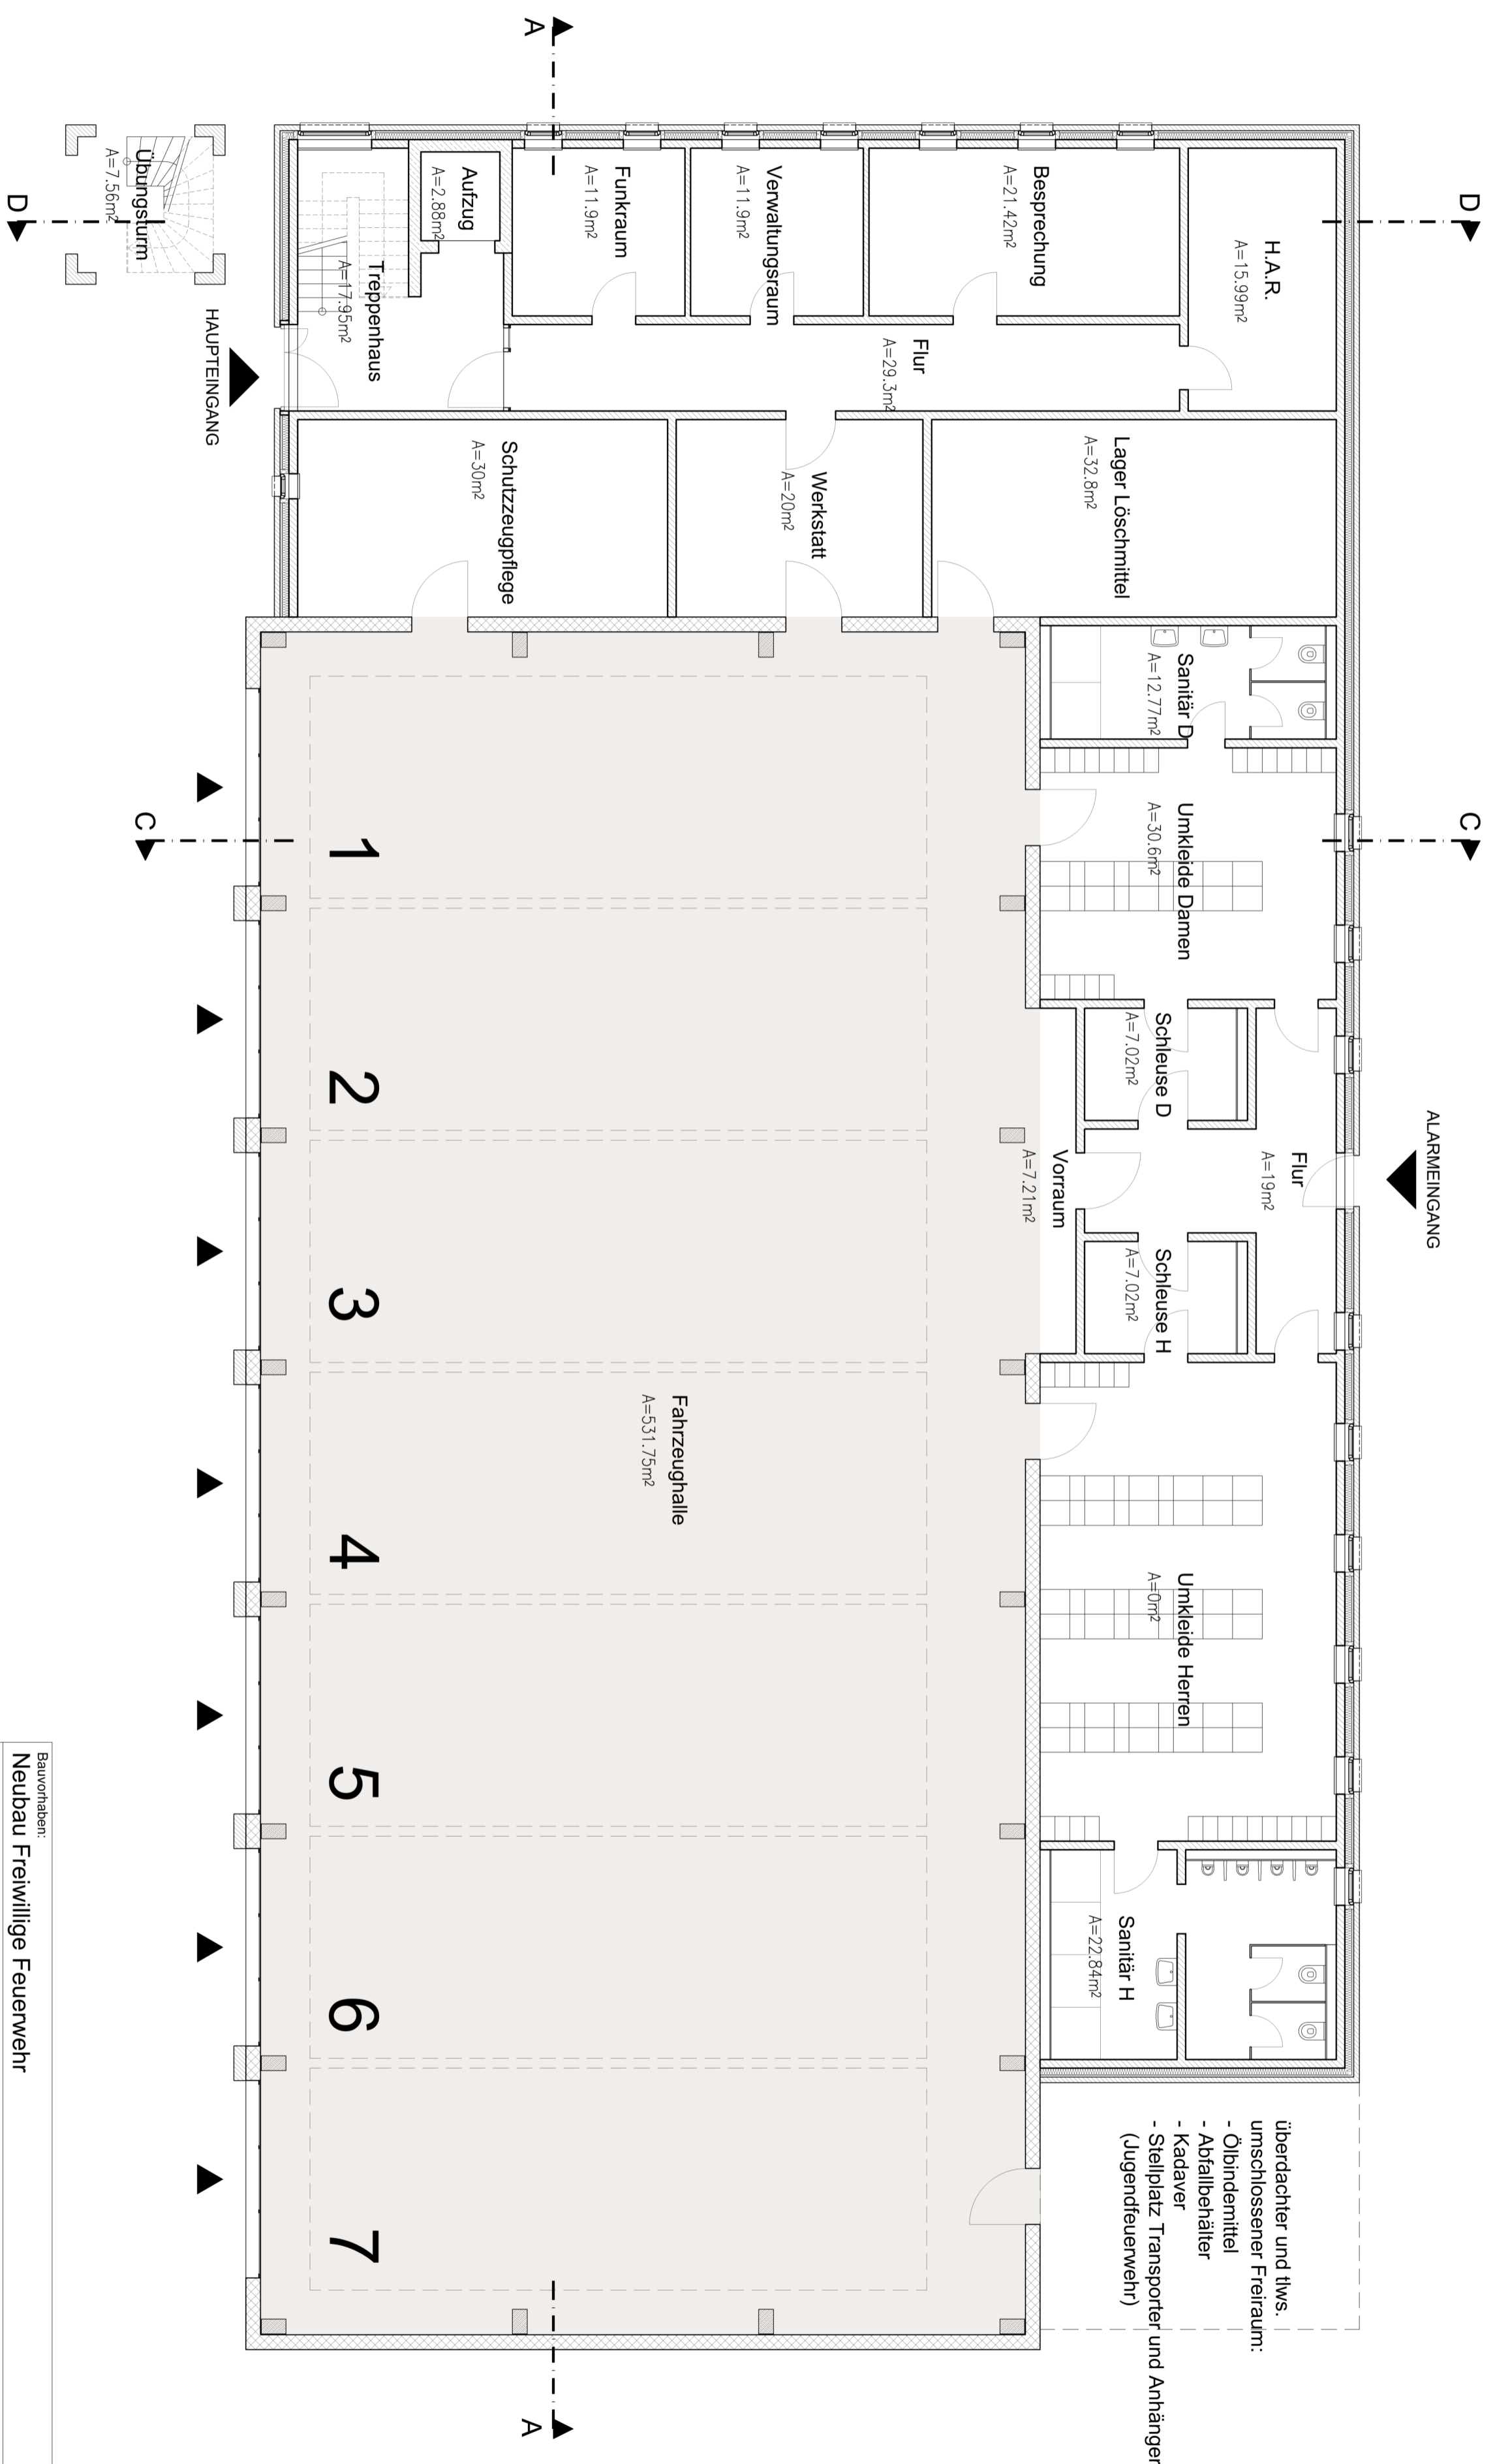 D
D
H.A.R.
A=15.99m²
Besprechung
A=21.42m²
Verwaltungsraum
A=11.9m²
Funkraum
A=11.9m²
Aufzug
A=2.88m²
Treppenhaus
A=17.95m²
Übungsturm
A=7.56m²
Flur
A=29.3m²
HAUPTEINGANG
A
Lager Löschmittel
A=32.8m²
Werkstatt
A=20m²
Schutzzeugpflege
A=30m²
Sanitär D
A=12.77m²
Umkleide Damen
A=30.6m²
C
C
Schleuse D
A=7.02m²
ALARMEINGANG
Flur
A=19m²
Vorraum
A=7.21m²
Schleuse H
A=7.02m²
Umkleide Herren
A=0m²
Sanitär H
A=22.84m²
Fahrzeughalle
A=531.75m²
1
2
3
4
5
6
7
überdachter und tlws.
umschlossener Freiraum:
- Ölbindemittel
- Abfallbehälter
- Kadaver
- Stellplatz Transporter und Anhänger
(Jugendfeuerwehr)
A
Bauvorhaben:
Neubau Freiwillige Feuerwehr